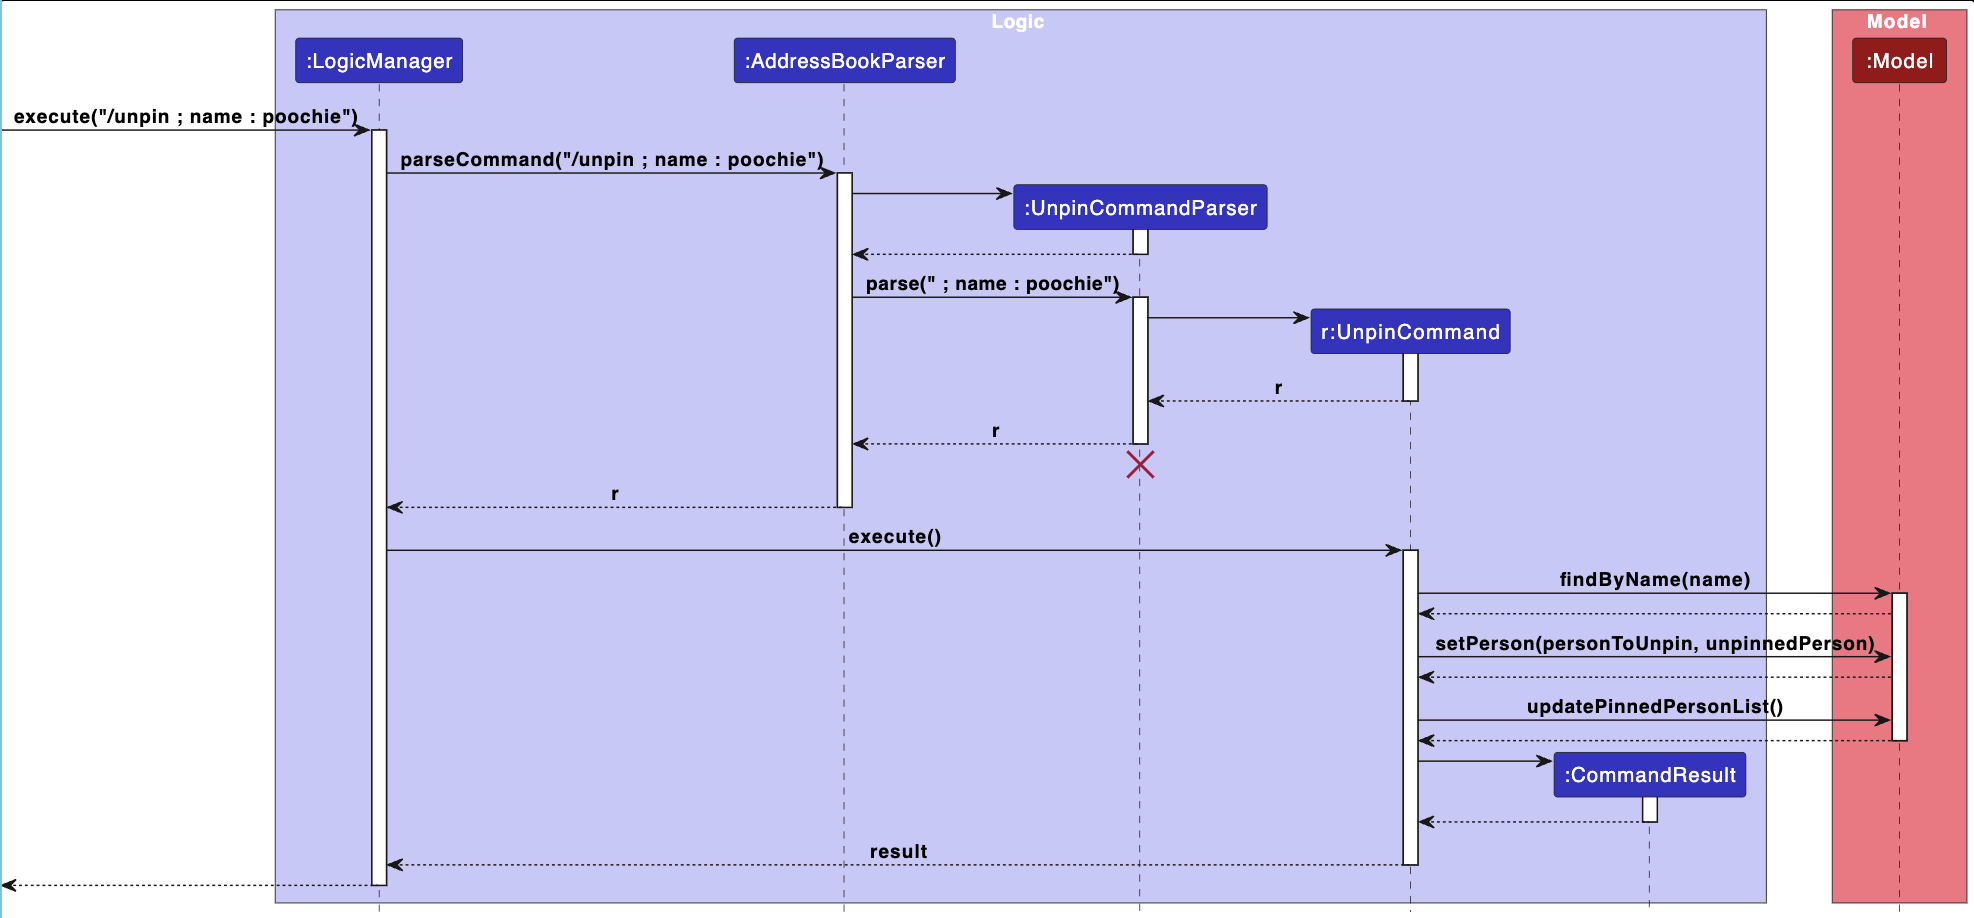 Logic
Model
:LogicManager
:AddressBookParser
:Model
execute("/unpin ; name : poochie")
parseCommand("/unpin ; name : poochie")
:UnpinCommandParser
parse(" ; name : poochie")
r:UnpinCommand
r
r
r
execute()
findByName(name)
setPerson(personToUnpin, unpinnedPerson)
updatePinnedPersonList()
:CommandResult
result